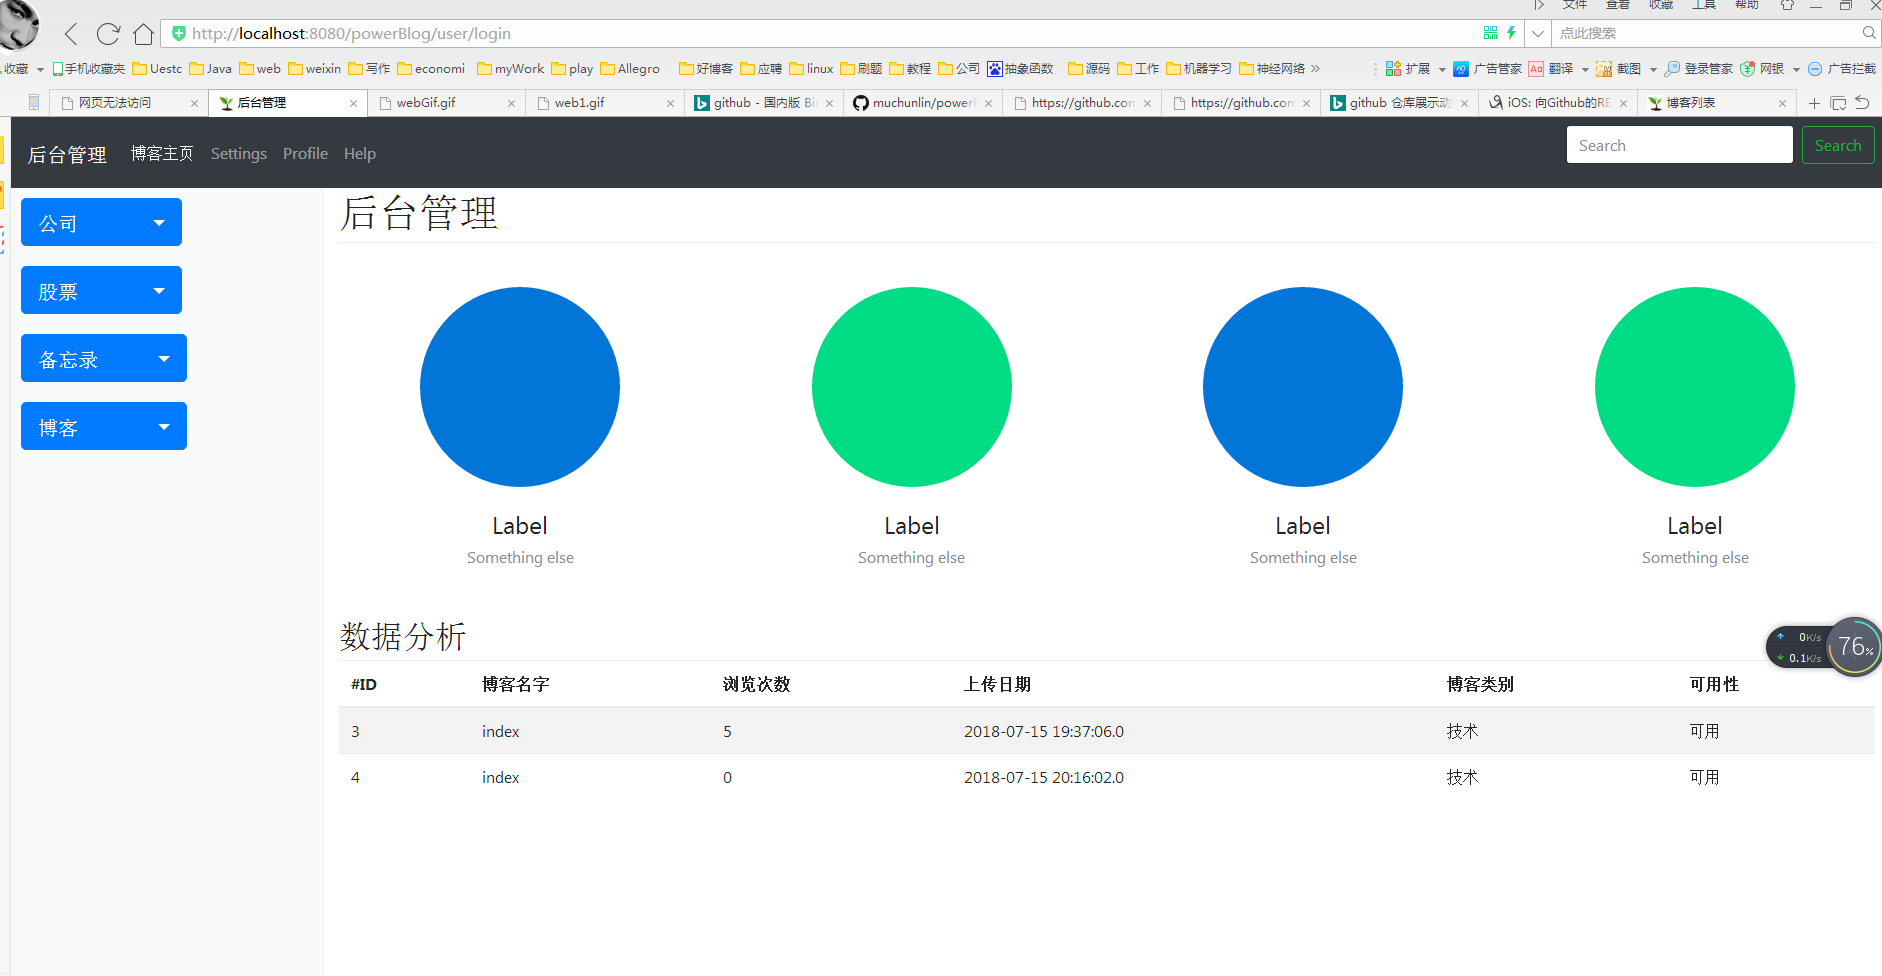 文件 查看 收藏 工具 帮助
http://localhost:8080/powerBlog/user/login 点此搜索
收藏 手机收藏夹 Uestc Java web weixin 写作 economi myWork play Allegro 好博客 应聘 linux 刷题 教程 公司 抽象函数 源码 工作 机器学习 神经网络 » 扩展 广告管家 翻译 截图 登录管家 网银 广告拦截
网页无法访问 后台管理 webGif.gif web1.gif github - 国内版 Bi muchunlin/power https://github.con https://github.con github 仓库展示动 iOS: 向Github的RE 博客列表
后台管理 博客主页 Settings Profile Help Search Search
公司
股票
备忘录
博客
后台管理
Label Label Label Label
Something else Something else Something else Something else
数据分析
0K/s
0.1K/s
76%
#ID 博客名字 浏览次数 上传日期 博客类别 可用性
3 index 5 2018-07-15 19:37:06.0 技术 可用
4 index 0 2018-07-15 20:16:02.0 技术 可用